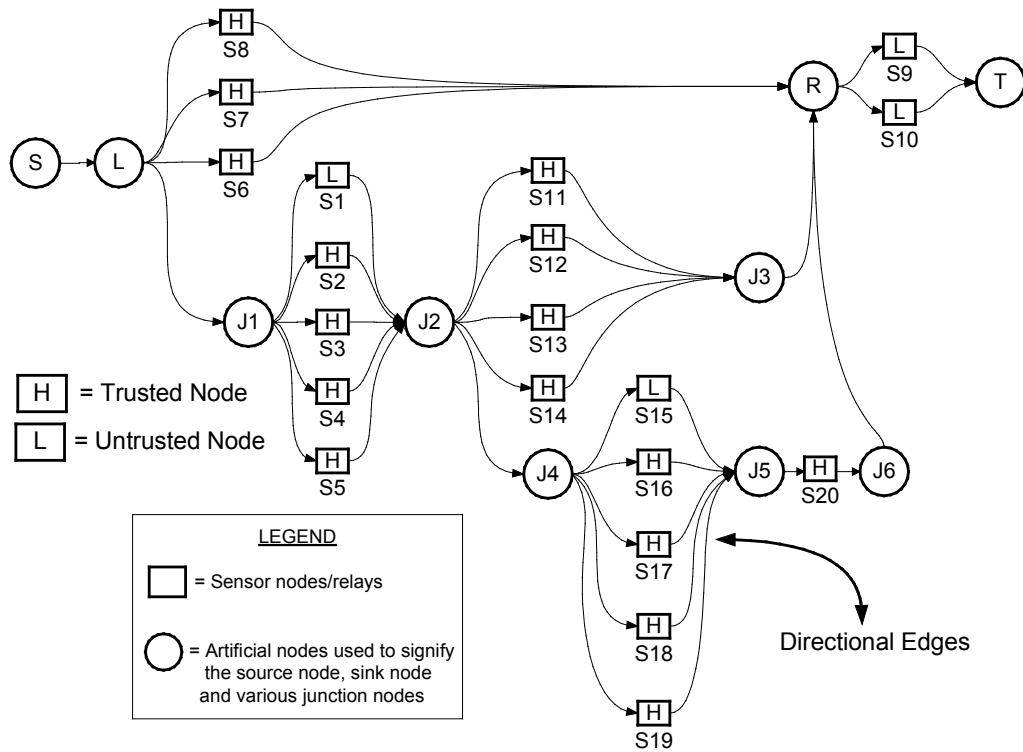 H
S8
H
S7
H
S6
S
L
R
L
S9
L
S10
T
L
S1
H
S2
H
S3
H
S4
H
S5
J1
J2
H
S11
H
S12
H
S13
H
S14
J3
J4
L
S15
H
S16
H
S17
H
S18
H
S19
J5
H
S20
J6
H = Trusted Node
L = Untrusted Node
LEGEND
= Sensor nodes/relays
= Artificial nodes used to signify
the source node, sink node
and various junction nodes
Directional Edges